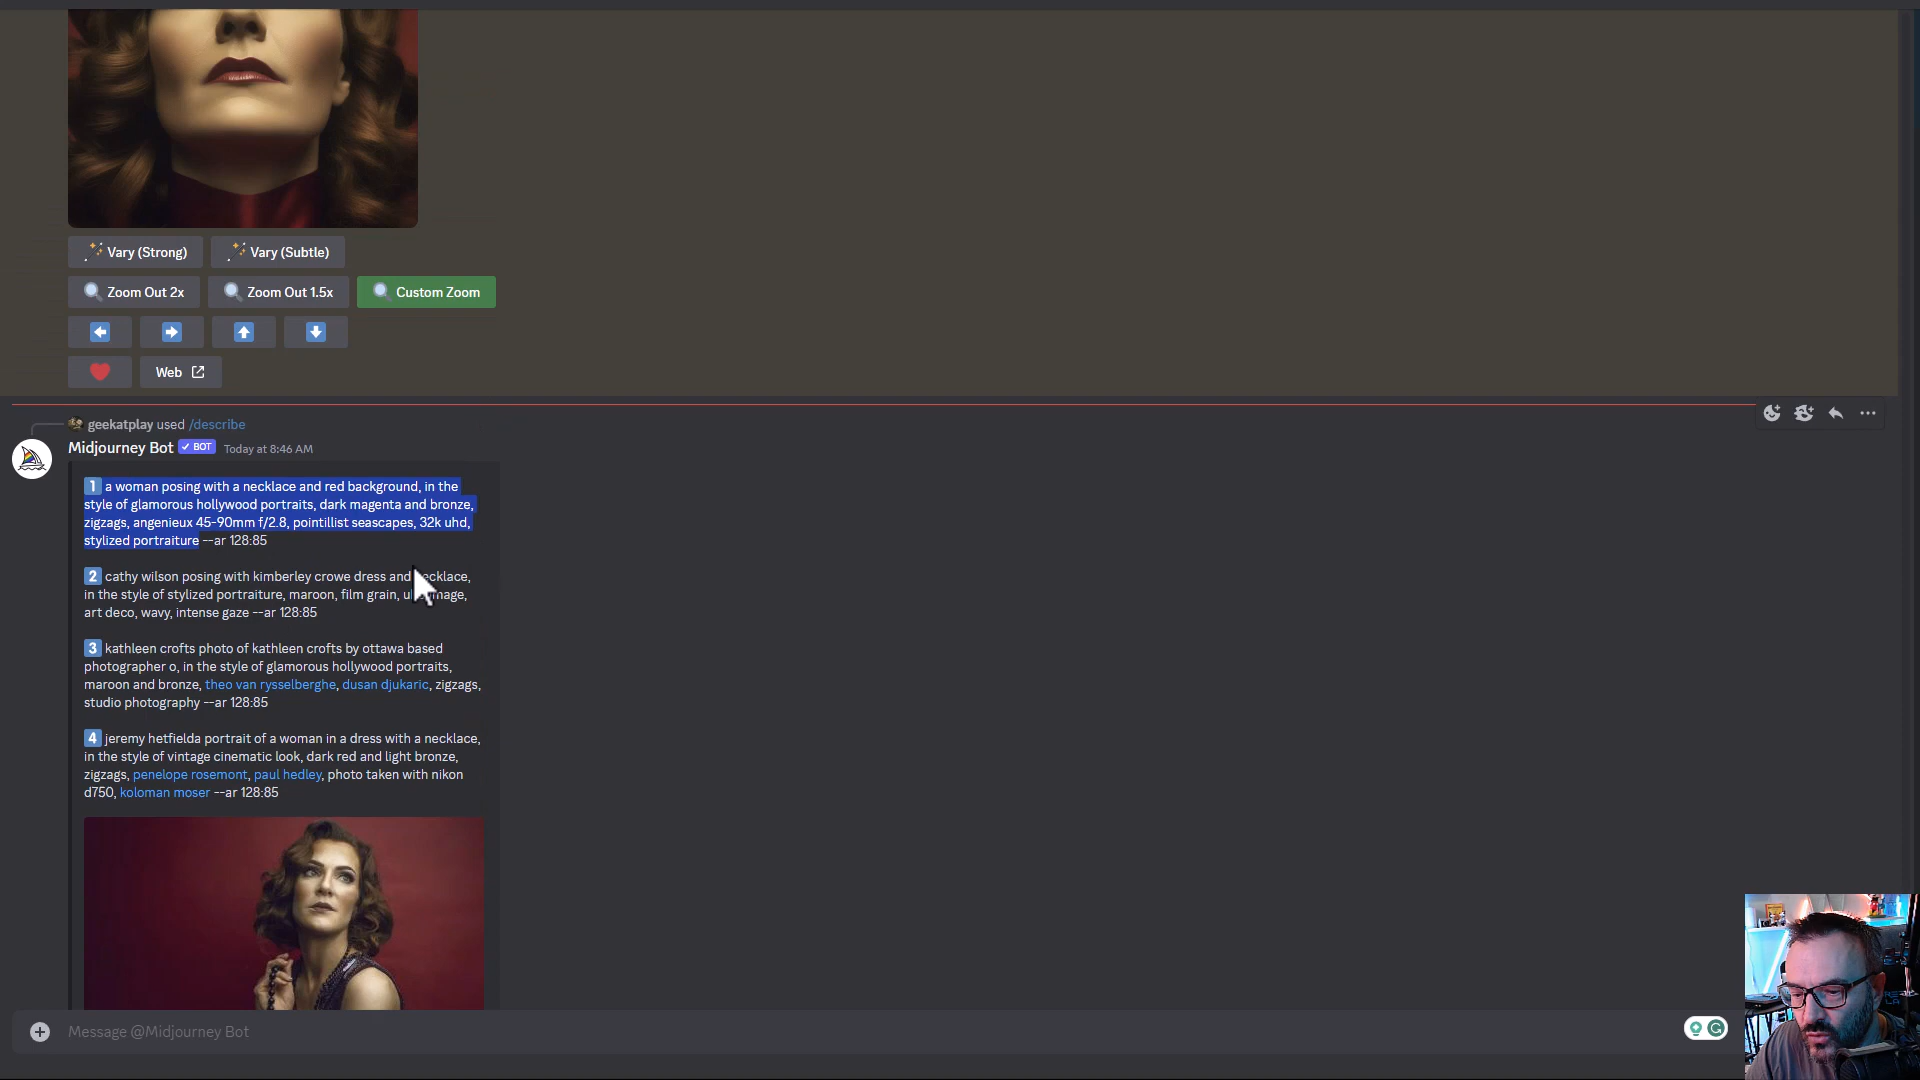 Vary (Strong)
Vary (Subtle)
Zoom Out 2x
Zoom Out 1.5x
Custom Zoom
Web
geekatplay used /describe
Midjourney Bot ✓ BOT Today at 8:46 AM
1 a woman posing with a necklace and red background, in the
style of glamorous hollywood portraits, dark magenta and bronze,
zigzags, angenieux 45-90mm f/2.8, pointillist seascapes, 32k uhd,
stylized portraiture --ar 128:85
2 cathy wilson posing with kimberley crowe dress and necklace,
in the style of stylized portraiture, maroon, film grain,
art deco, wavy, intense gaze --ar 128:85
3 kathleen crofts photo of kathleen crofts by ottawa based
photographer o, in the style of glamorous hollywood portraits,
maroon and bronze, theo van rysselberghe, dusan djukaric, zigzags,
studio photography --ar 128:85
4 jeremy hetfielda portrait of a woman in a dress with a necklace,
in the style of vintage cinematic look, dark red and light bronze,
zigzags, penelope rosemont, paul hedley, photo taken with nikon
d750, koloman moser --ar 128:85
Message @Midjourney Bot